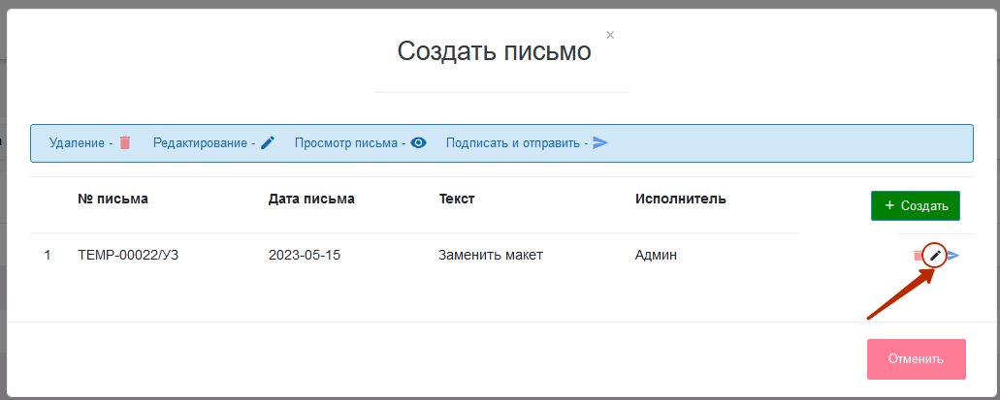 Создать письмо
×
Удаление - Редактирование - Просмотр письма - Подписать и отправить -
№ письма Дата письма Текст Исполнитель + Создать
1 TEMP-00022/УЗ 2023-05-15 Заменить макет Админ
Отменить